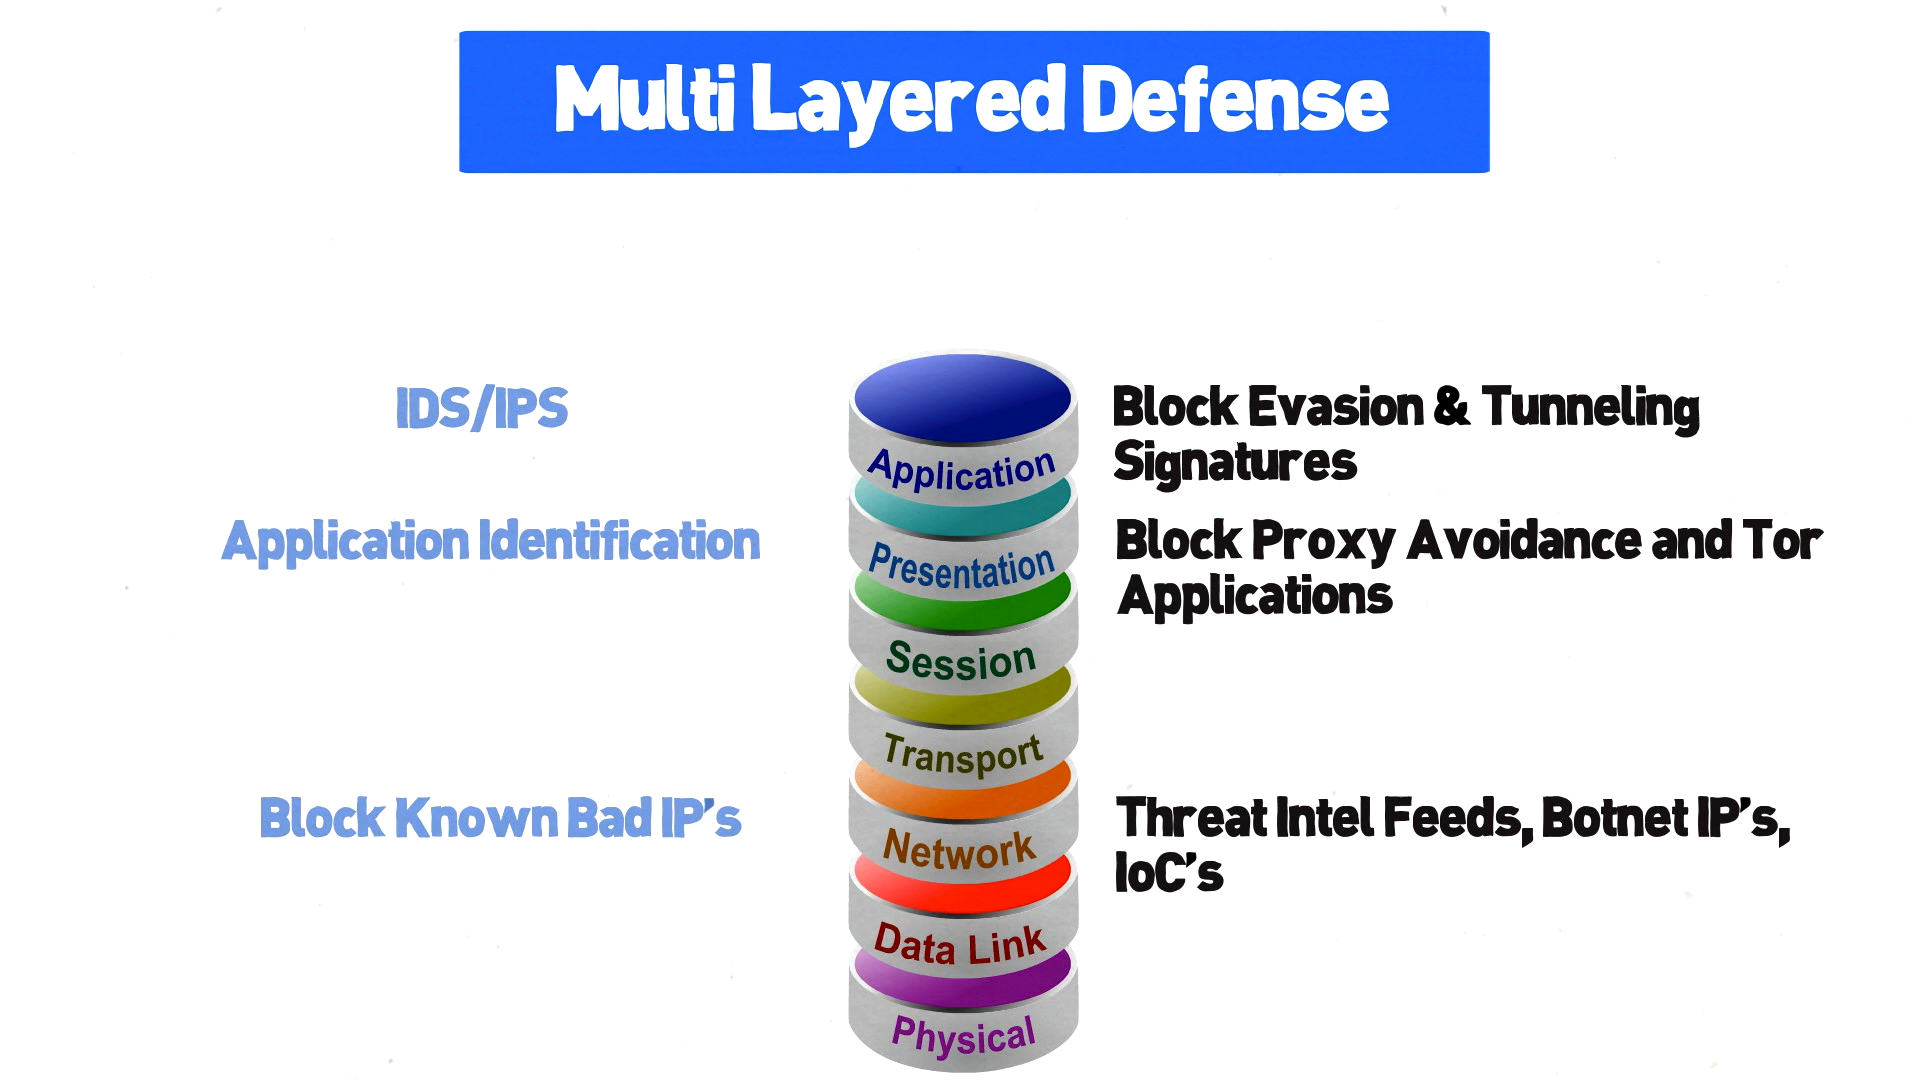 Multi Layered Defense
IDS/IPS
Block Evasion & Tunneling
Signatures
Application
Application Identification
Block Proxy Avoidance and Tor
Applications
Presentation
Session
Transport
Block Known Bad IP's
Threat Intel Feeds, Botnet IP's,
IoC's
Network
Data Link
Physical